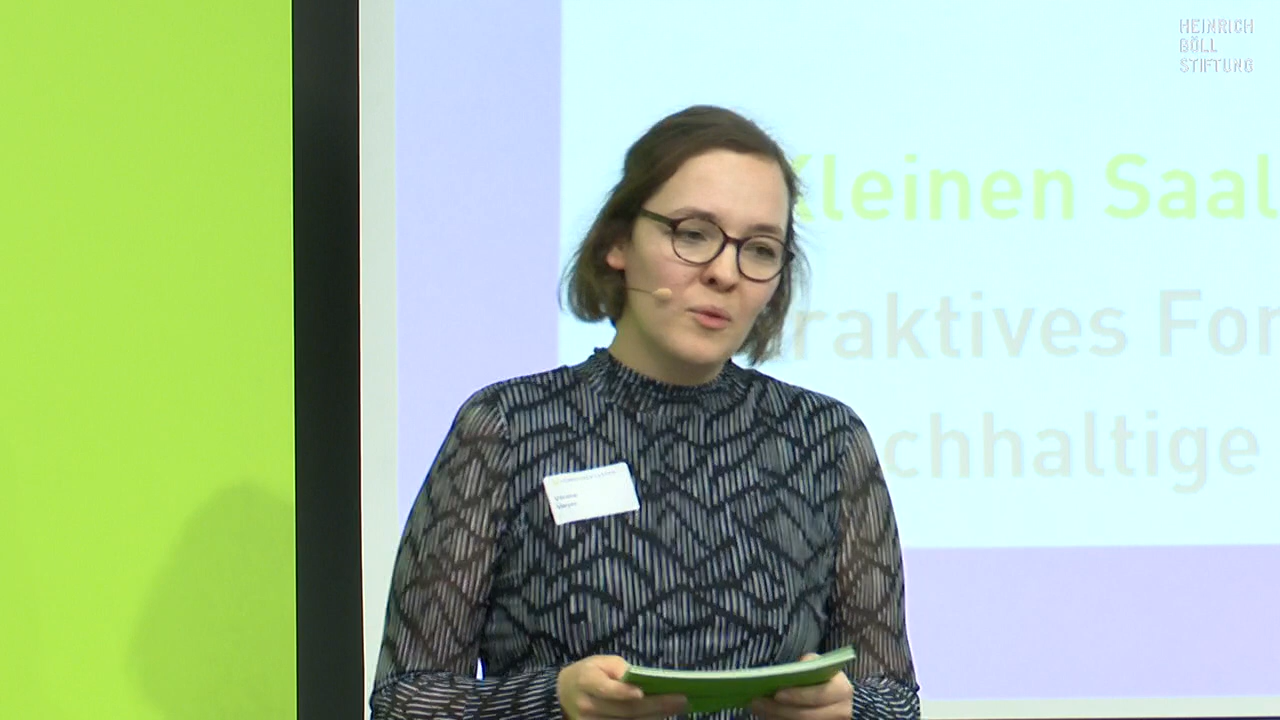 HEINRICH
BÖLL
STIFTUNG
Kleinen Saal
raktives For
chhaltige